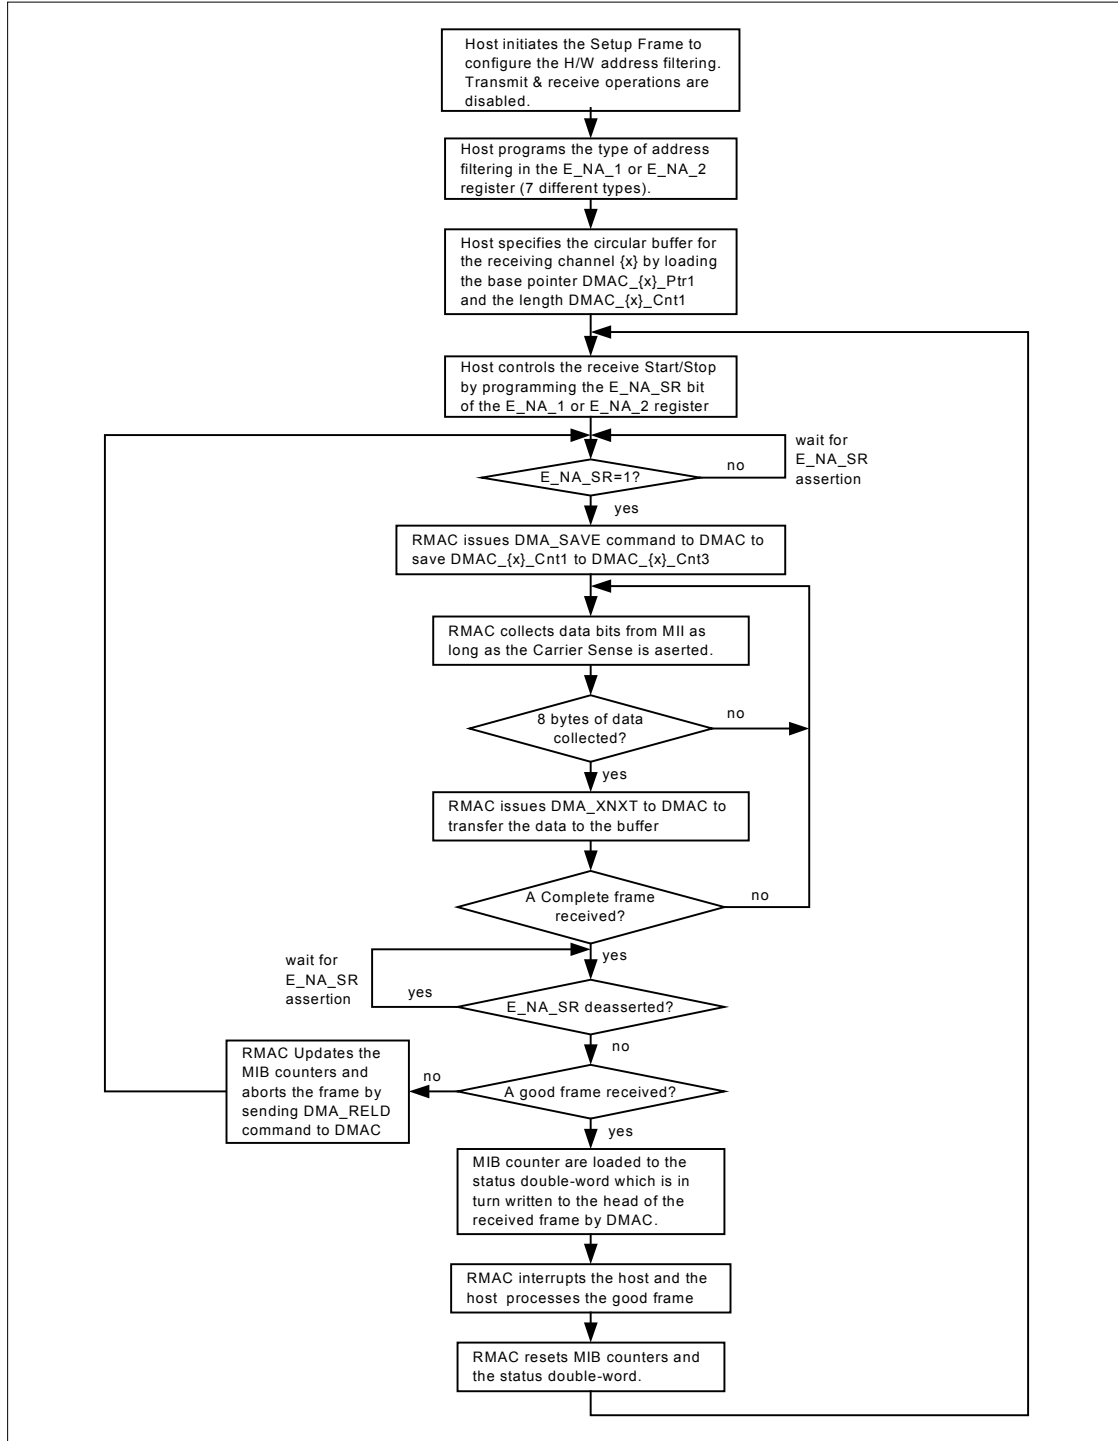 Host initiates the Setup Frame to
configure the H/W address filtering.
Transmit & receive operations are
disabled.
Host programs the type of address
filtering in the E_NA_1 or E_NA_2
register (7 different types).
Host specifies the circular buffer for
the receiving channel {x} by loading
the base pointer DMAC_{x}_Ptr1
and the length DMAC_{x}_Cnt1
Host controls the receive Start/Stop
by programming the E_NA_SR bit
of the E_NA_1 or E_NA_2 register
wait for
E_NA_SR
assertion
E_NA_SR=1?
no
yes
RMAC issues DMA_SAVE command to DMAC to
save DMAC_{x}_Cnt1 to DMAC_{x}_Cnt3
RMAC collects data bits from MII as
long as the Carrier Sense is aserted.
8 bytes of data
collected?
no
yes
RMAC issues DMA_XNXT to DMAC to
transfer the data to the buffer
A Complete frame
received?
no
yes
wait for
E_NA_SR
assertion
yes
E_NA_SR deasserted?
no
RMAC Updates the
MIB counters and
aborts the frame by
sending DMA_RELD
command to DMAC
no
A good frame received?
yes
MIB counter are loaded to the
status double-word which is in
turn written to the head of the
received frame by DMAC.
RMAC interrupts the host and the
host processes the good frame
RMAC resets MIB counters and
the status double-word.